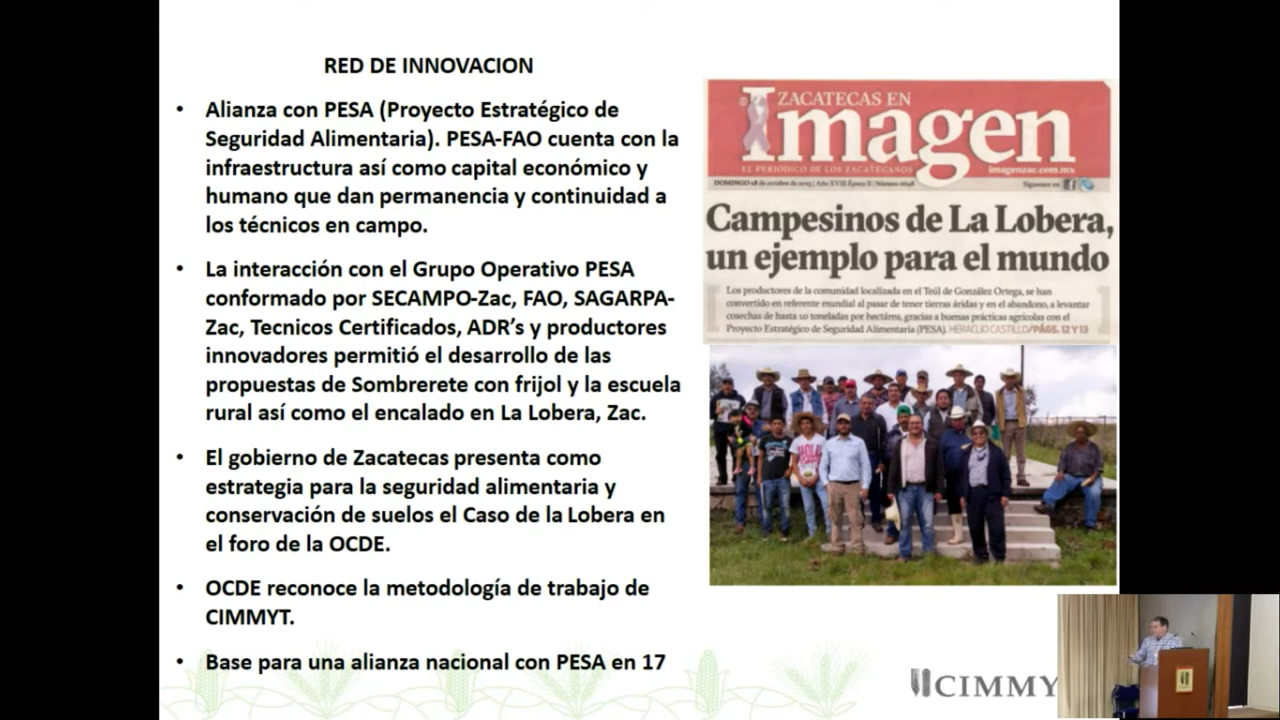 RED DE INNOVACION
• Alianza con PESA (Proyecto Estratégico de
Seguridad Alimentaria). PESA-FAO cuenta con la
infraestructura así como capital económico y
humano que dan permanencia y continuidad a
los técnicos en campo.
• La interacción con el Grupo Operativo PESA
conformado por SECAMPO-Zac, FAO, SAGARPA-
Zac, Tecnicos Certificados, ADR’s y productores
innovadores permitió el desarrollo de las
propuestas de Sombrerete con frijol y la escuela
rural así como el encalado en La Lobera, Zac.
• El gobierno de Zacatecas presenta como
estrategia para la seguridad alimentaria y
conservación de suelos el Caso de la Lobera en
el foro de la OCDE.
• OCDE reconoce la metodología de trabajo de
CIMMYT.
• Base para una alianza nacional con PESA en 17
ZACATECAS EN
Imagen
EL PERIÓDICO DE LOS ZACATECANOS
imagenzac.com.mx
DOMINGO 18 de octubre de 2015 | Año XVIII Época II | Número
Síguenos en
Campesinos de La Lobera,
un ejemplo para el mundo
Los productores de la comunidad localizada en el Teúl de González Ortega, se han
convertido en referente mundial al pasar de tener tierras áridas y en el abandono, a levantar
cosechas de hasta 10 toneladas por hectárea, gracias a buenas prácticas agrícolas con el
Proyecto Estratégico de Seguridad Alimentaria (PESA). HERACLIO CASTILLO/PÁGS. 12 Y 13
CIMMY